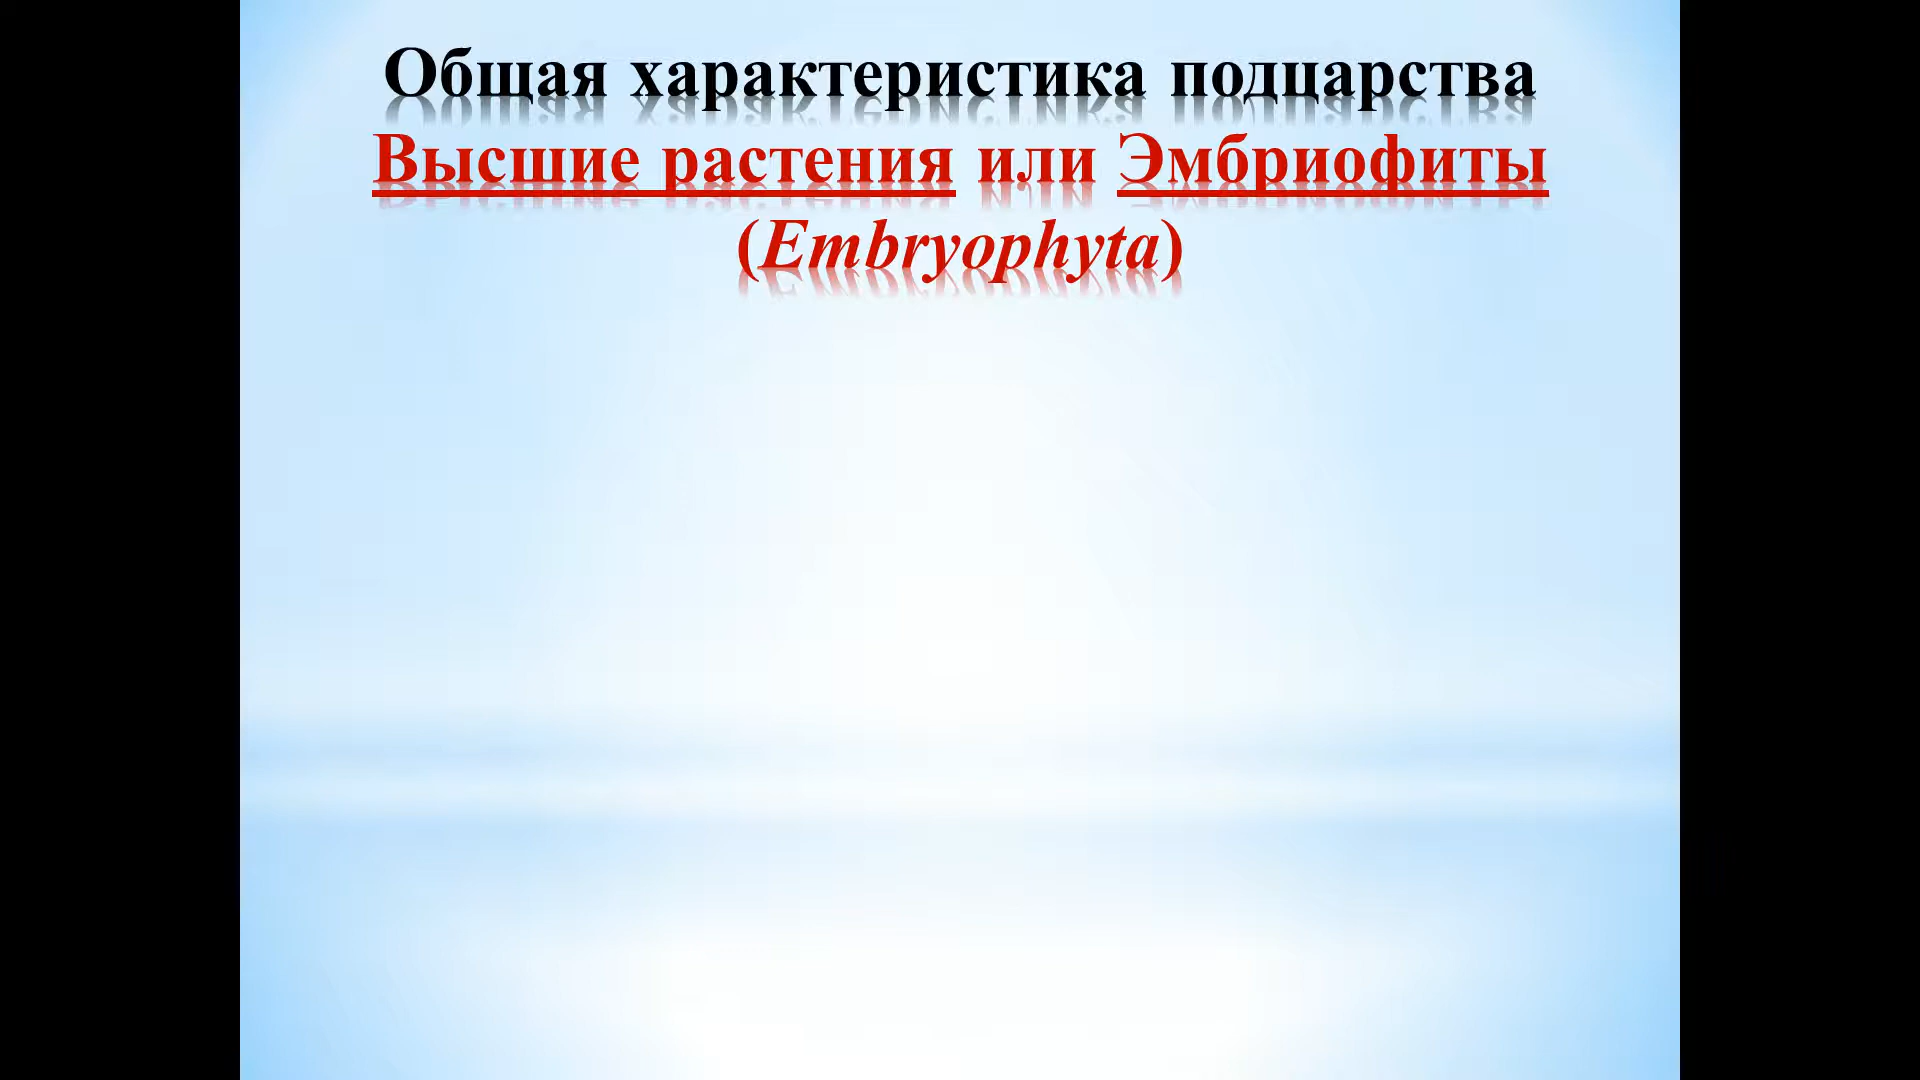 Общая характеристика подцарства
Высшие растения или Эмбриофиты
(Embryophyta)